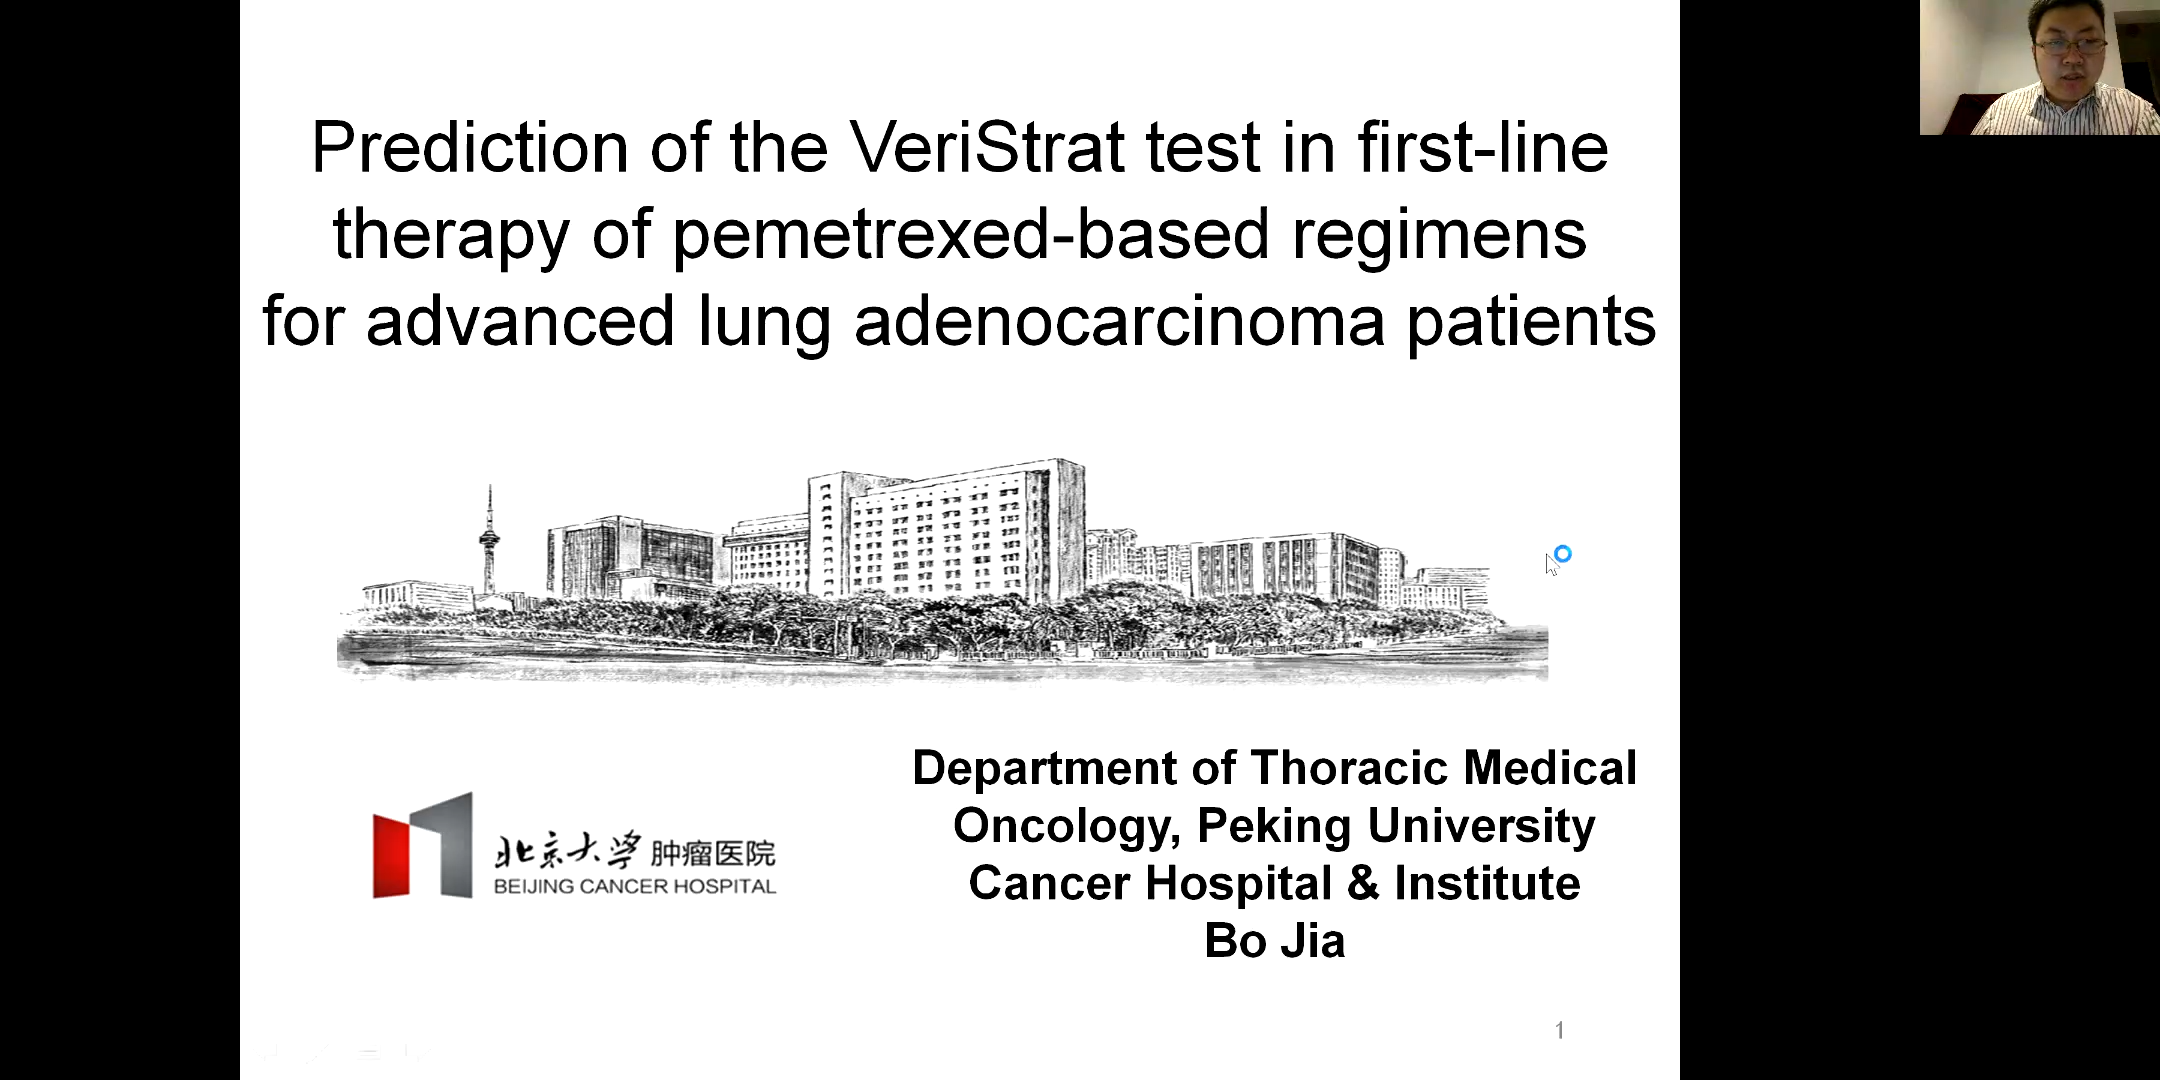 Prediction of the VeriStrat test in first-line
therapy of pemetrexed-based regimens
for advanced lung adenocarcinoma patients
北京大学 肿瘤医院
BEIJING CANCER HOSPITAL
Department of Thoracic Medical
Oncology, Peking University
Cancer Hospital & Institute
Bo Jia
1